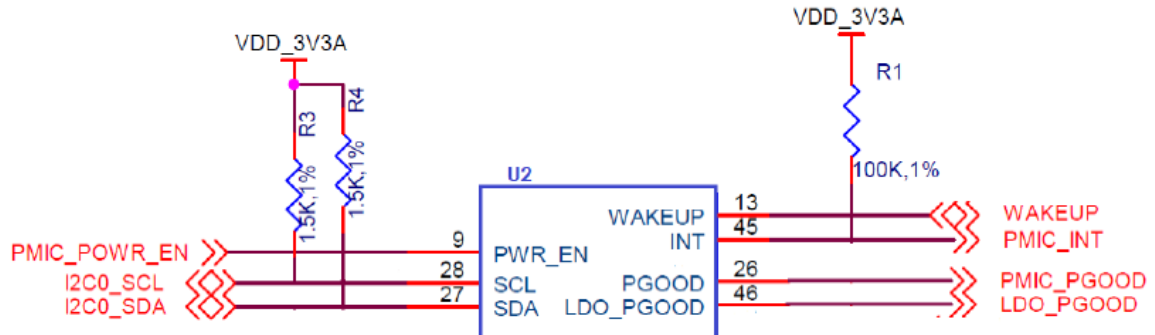 VDD_3V3A
VDD_3V3A
R1
R3
R4
1.5K,1%
1.5K,1%
100K,1%
U2
PMIC_POWR_EN
9
PWR_EN
I2C0_SCL
28
SCL
I2C0_SDA
27
SDA
WAKEUP
13
WAKEUP
INT
45
PMIC_INT
PGOOD
26
PMIC_PGOOD
LDO_PGOOD
46
LDO_PGOOD